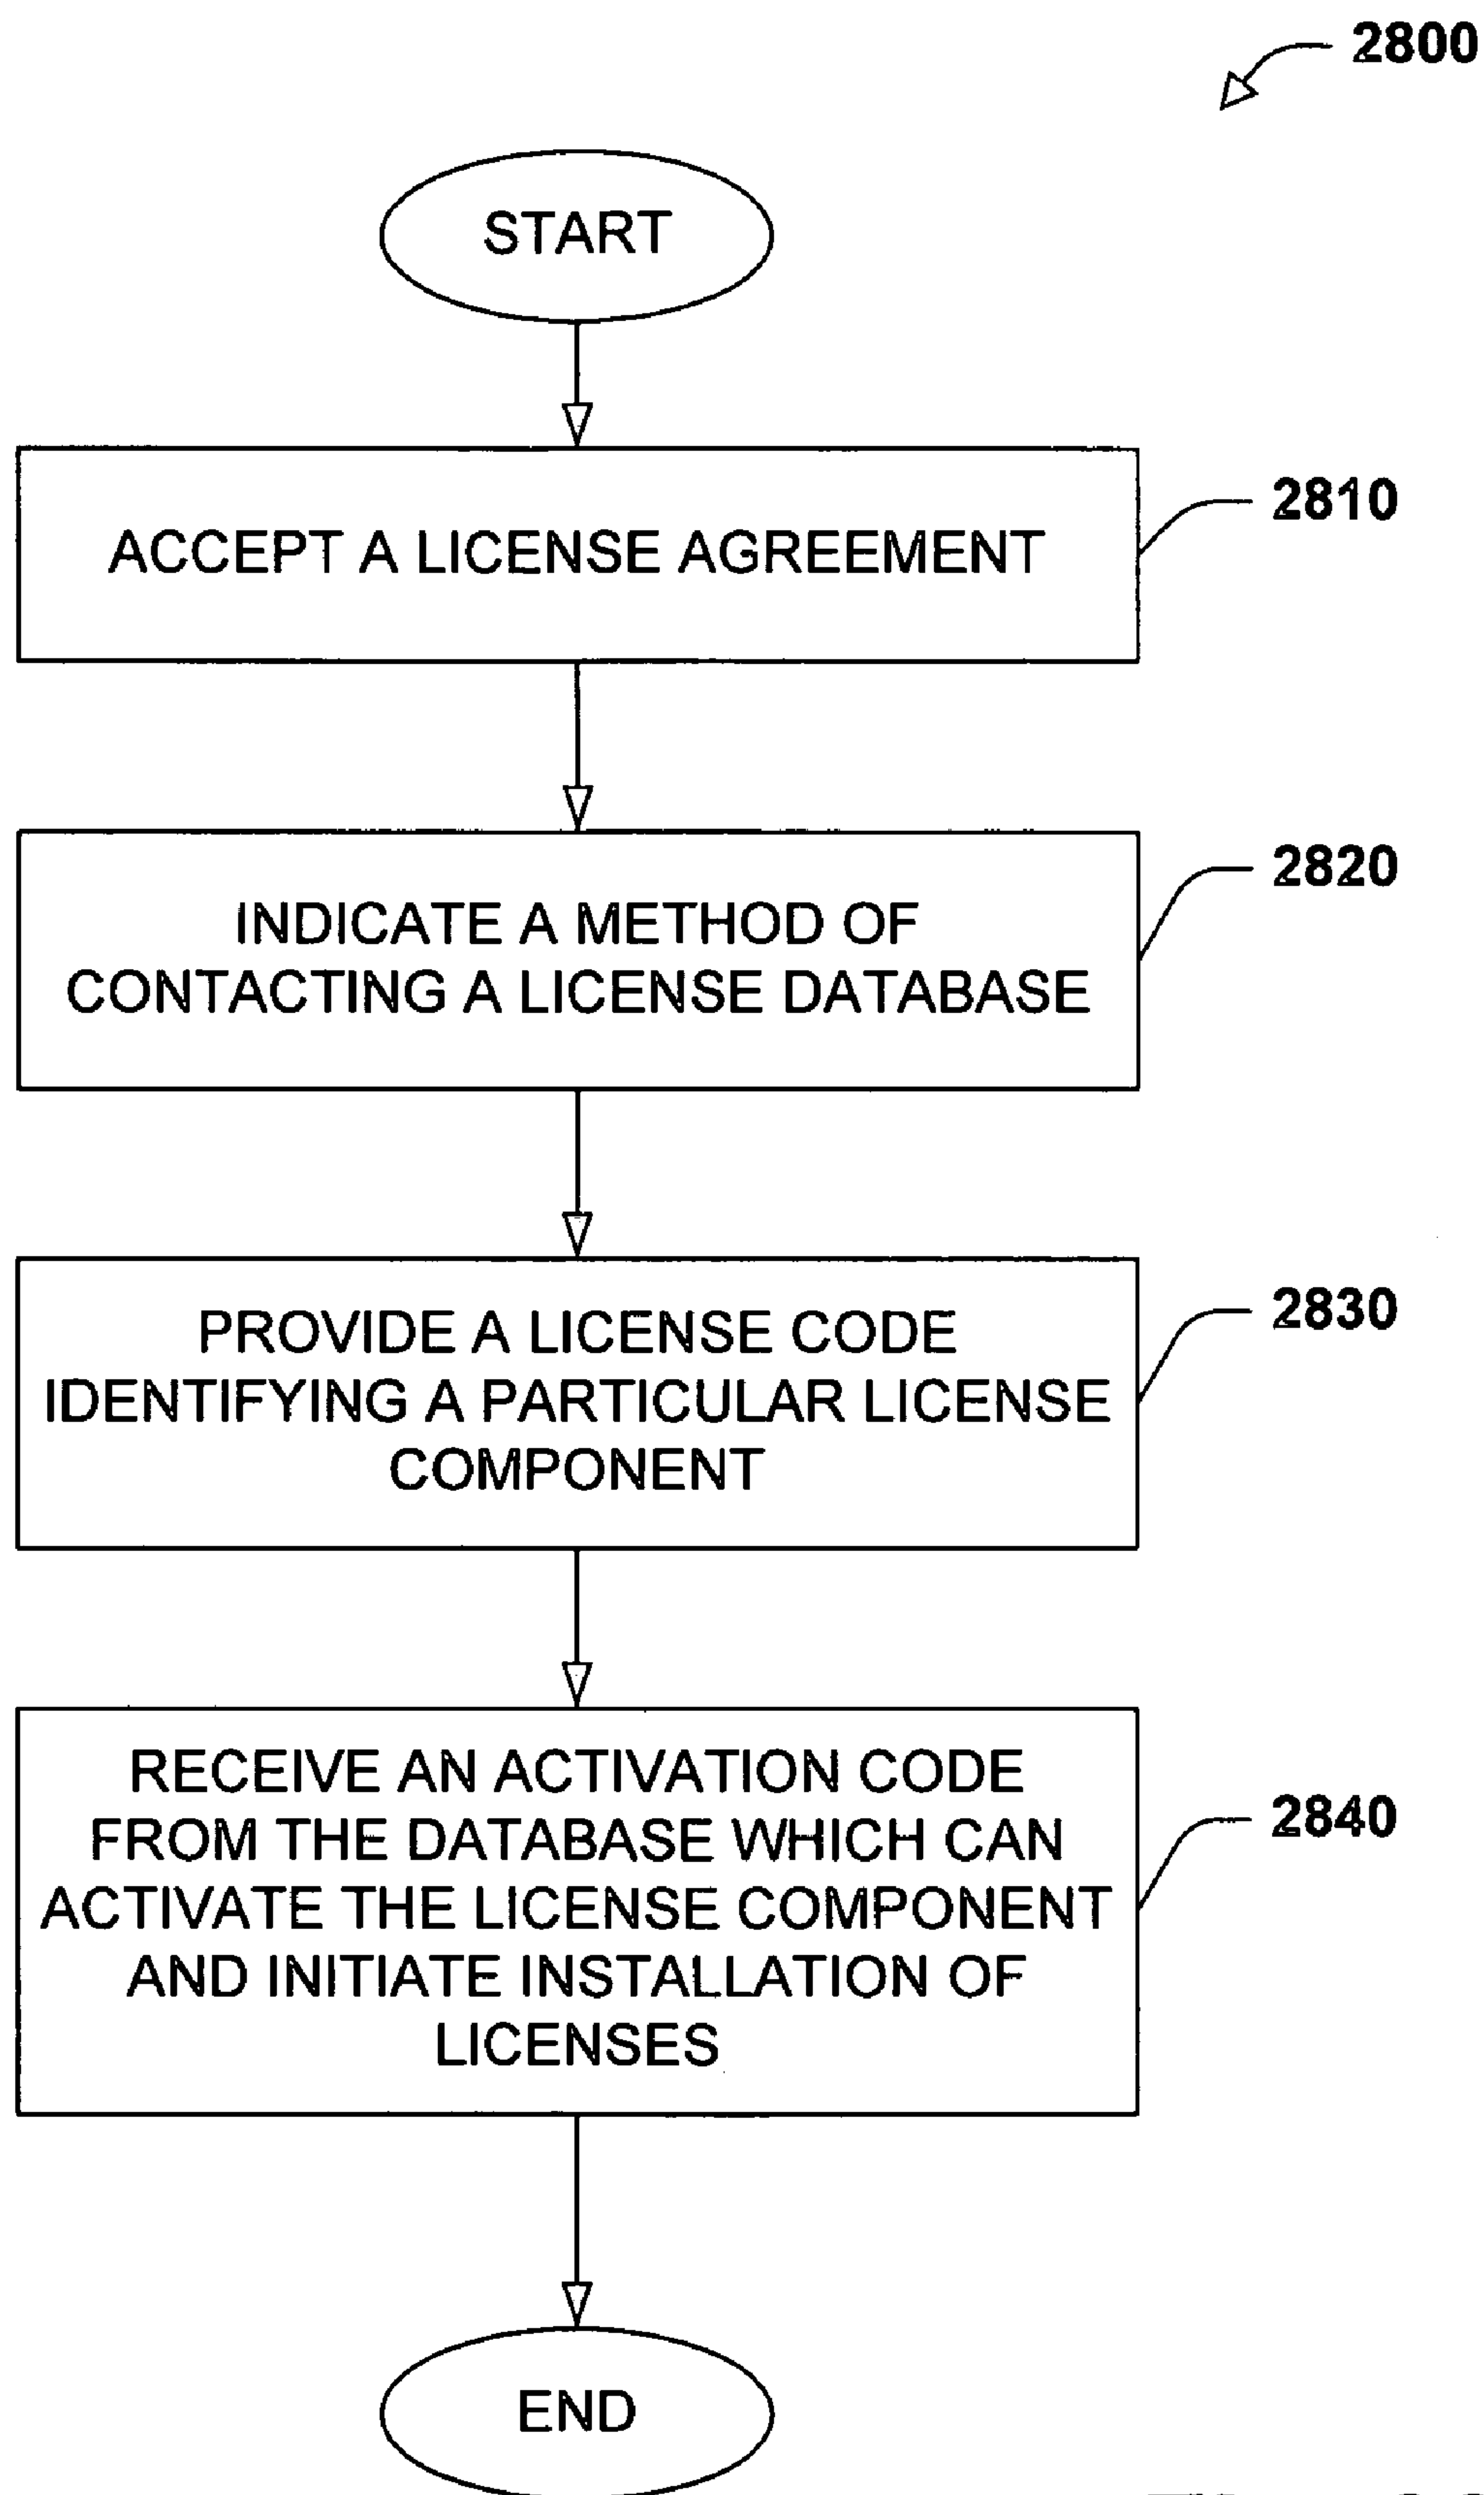 2800
START
ACCEPT A LICENSE AGREEMENT
2810
INDICATE A METHOD OF
CONTACTING A LICENSE DATABASE
2820
PROVIDE A LICENSE CODE
IDENTIFYING A PARTICULAR LICENSE
COMPONENT
2830
RECEIVE AN ACTIVATION CODE
FROM THE DATABASE WHICH CAN
ACTIVATE THE LICENSE COMPONENT
AND INITIATE INSTALLATION OF
LICENSES
2840
END